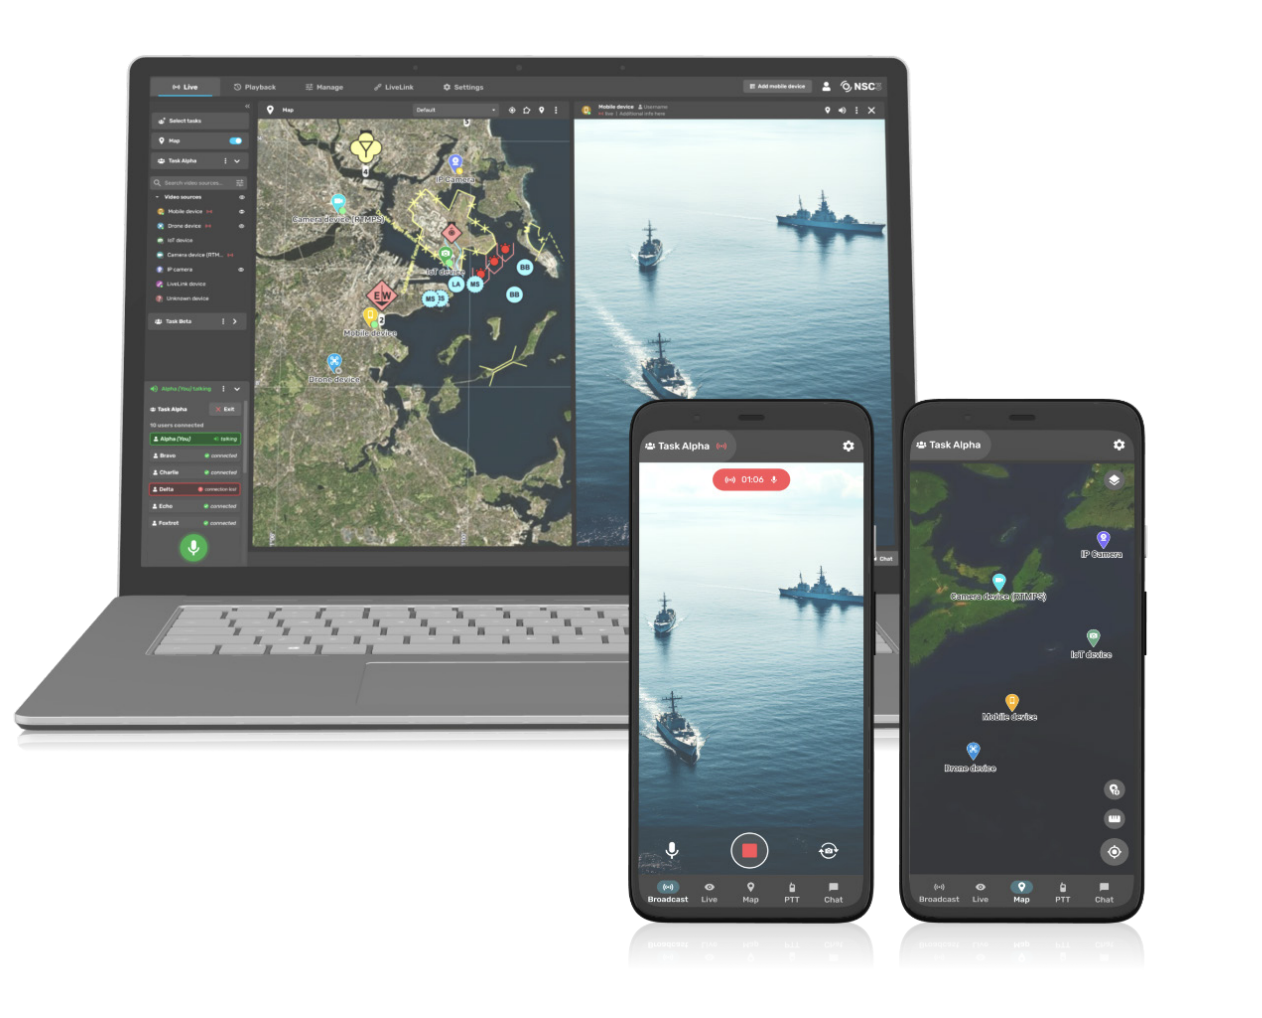 Live
Playback
Manage
LiveLink
Settings
Add mobile device
NSC3
Select tasks
Map
Task Alpha
Search video sources...
Video sources
Mobile device
Drone device
IoT device
Camera device (RTM...
IP camera
LiveLink device
Unknown device
Task Beta
Alpha (You) talking
Task Alpha
Exit
10 users connected
Alpha (You) talking
Bravo connected
Charlie connected
Delta connection lost
Echo connected
Foxtrot connected
Map
Default
4
IP Camera
Camera device (RTMPS)
IoT device
BB
LA
MS
BB
MS
EW
2
Mobile device
Drone device
Mobile device Username
live | Additional info here
Chat
Task Alpha
01:06
Broadcast
Live
Map
PTT
Chat
Task Alpha
IP Camera
Camera device (RTMPS)
IoT device
Mobile device
Drone device
Broadcast
Live
Map
PTT
Chat